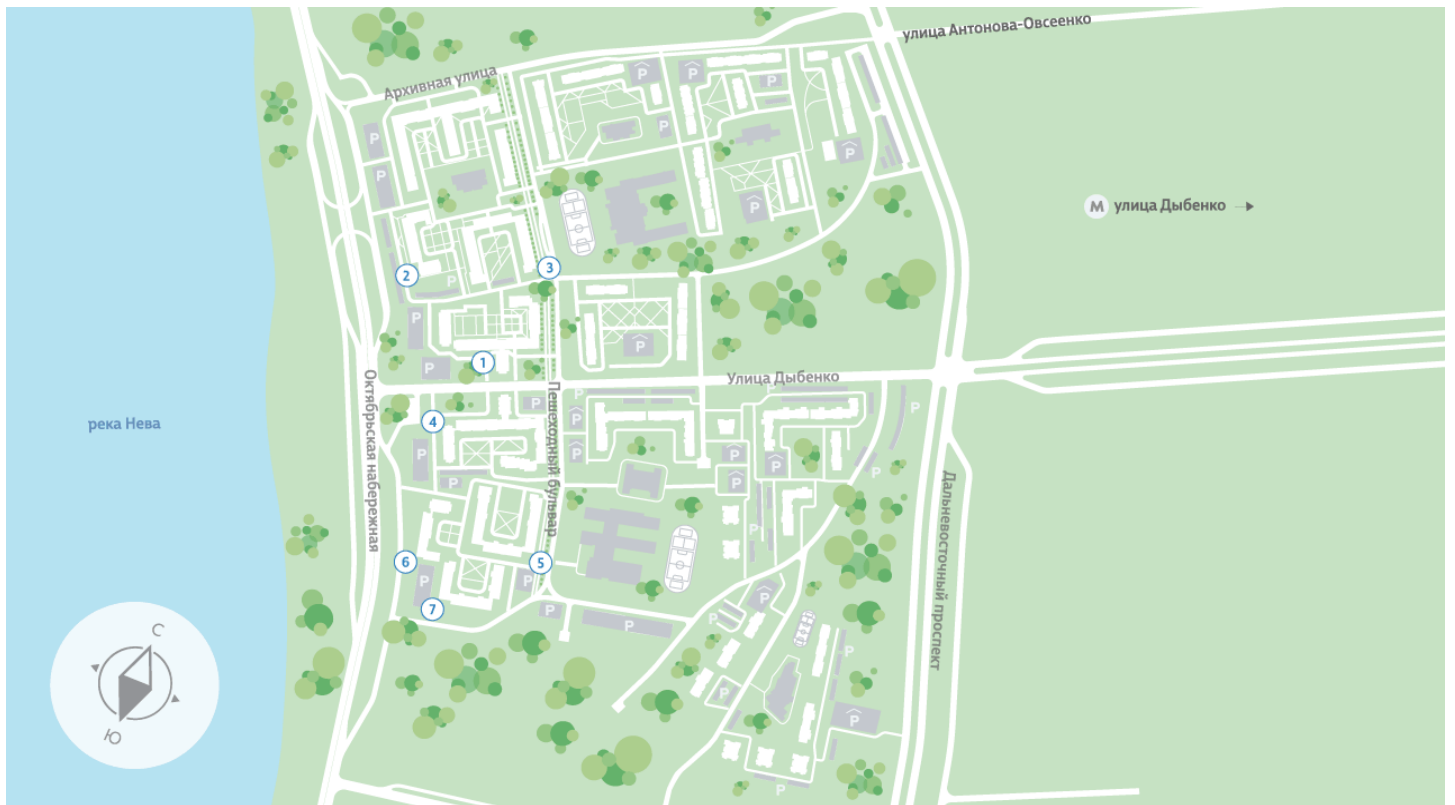 улица Антонова-Овсеенко
Архивная улица
P
P
P
P
P
P
P
P
P
М улица Дыбенко
2
3
P
P
1
P
P
P
Улица Дыбенко
Октябрьская набережная
Пешеходный бульвар
река Нева
4
P
P
P
P
P
P
P
P
P
P
P
Дальневосточный проспект
6
5
P
P
7
P
P
P
P
P
P
P
P
P
P
С
Ю